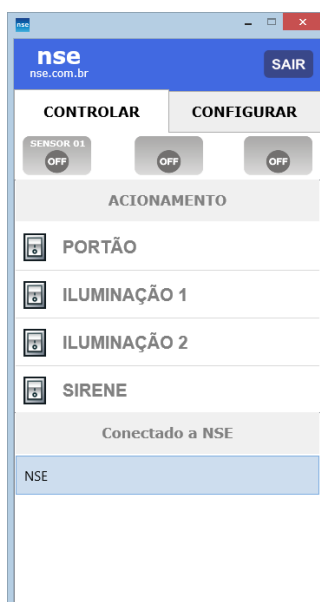 nse
nse
nse.com.br
SAIR
CONTROLAR CONFIGURAR
SENSOR 01
OFF OFF OFF
ACIONAMENTO
PORTÃO
ILUMINAÇÃO 1
ILUMINAÇÃO 2
SIRENE
Conectado a NSE
NSE